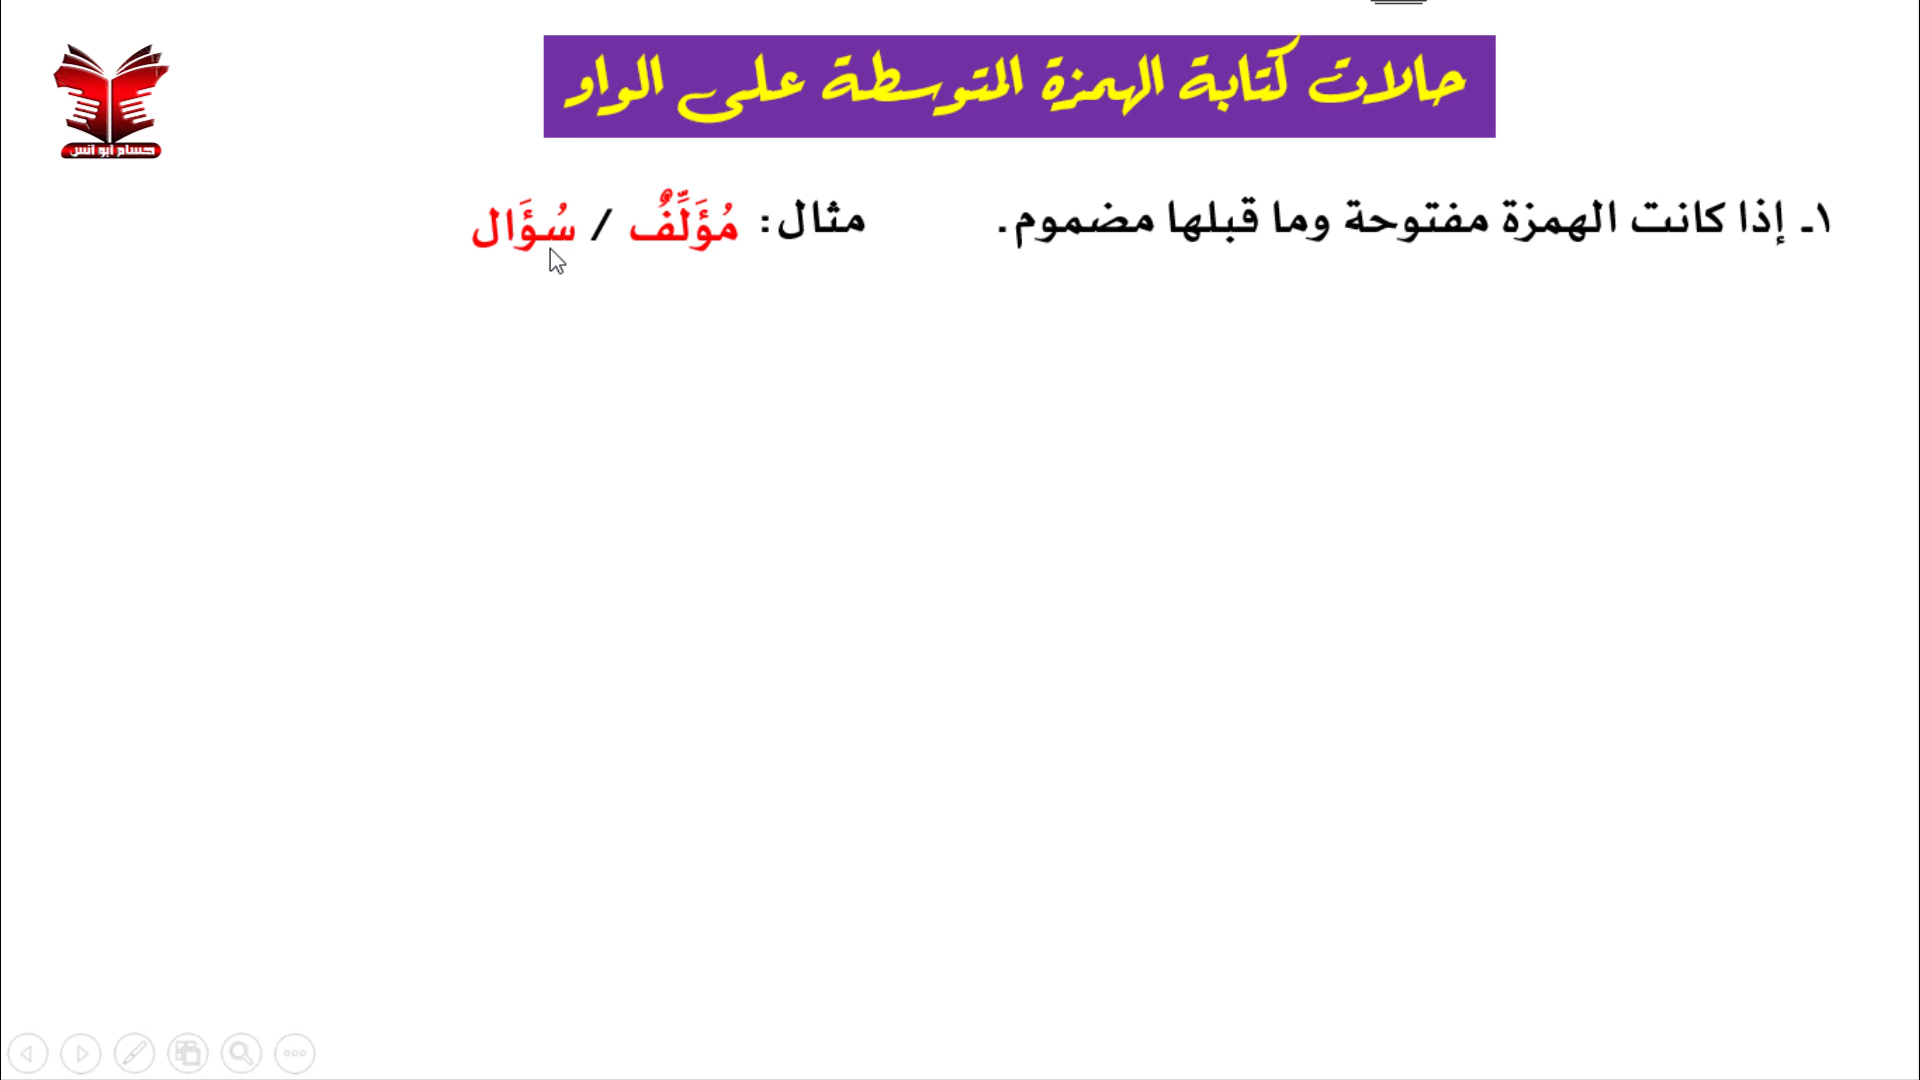 حالات كتابة الهمزة المتوسطة على الواو
حسام أبو أنس
١ـ إذا كانت الهمزة مفتوحة وما قبلها مضموم. مثال: مُؤَلِّفٌ / سُؤَال